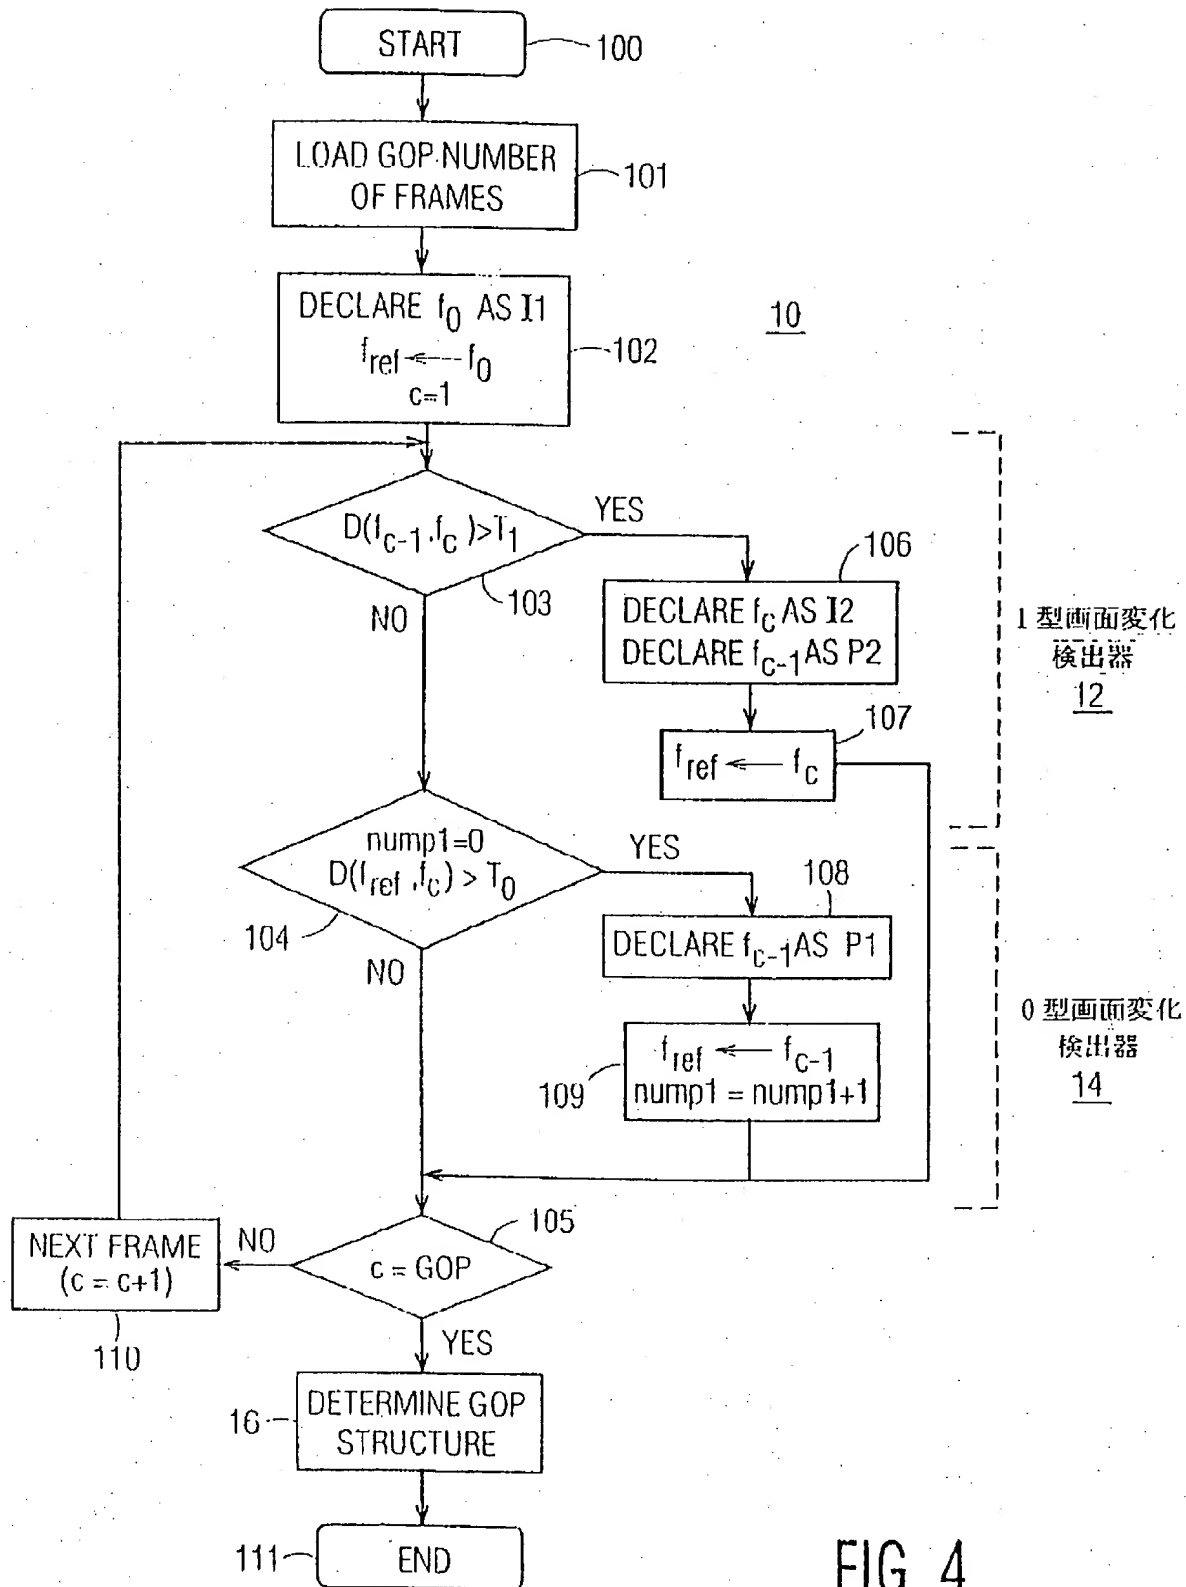 START
100
LOAD GOP NUMBER
OF FRAMES
101
DECLARE f0 AS I1
fref ← f0
c=1
102
10
D(fc-1,fc)>T1
YES
103
NO
106
DECLARE fc AS I2
DECLARE fc-1 AS P2
107
fref ← fc
1型画面変化
検出器
12
nump1=0
D(fref,fc) > T0
YES
104
NO
108
DECLARE fc-1 AS P1
fref ← fc-1
nump1 = nump1+1
109
0型画面変化
検出器
14
105
c = GOP
NO
NEXT FRAME
(c = c+1)
110
YES
DETERMINE GOP
STRUCTURE
16
END
111
FIG. 4